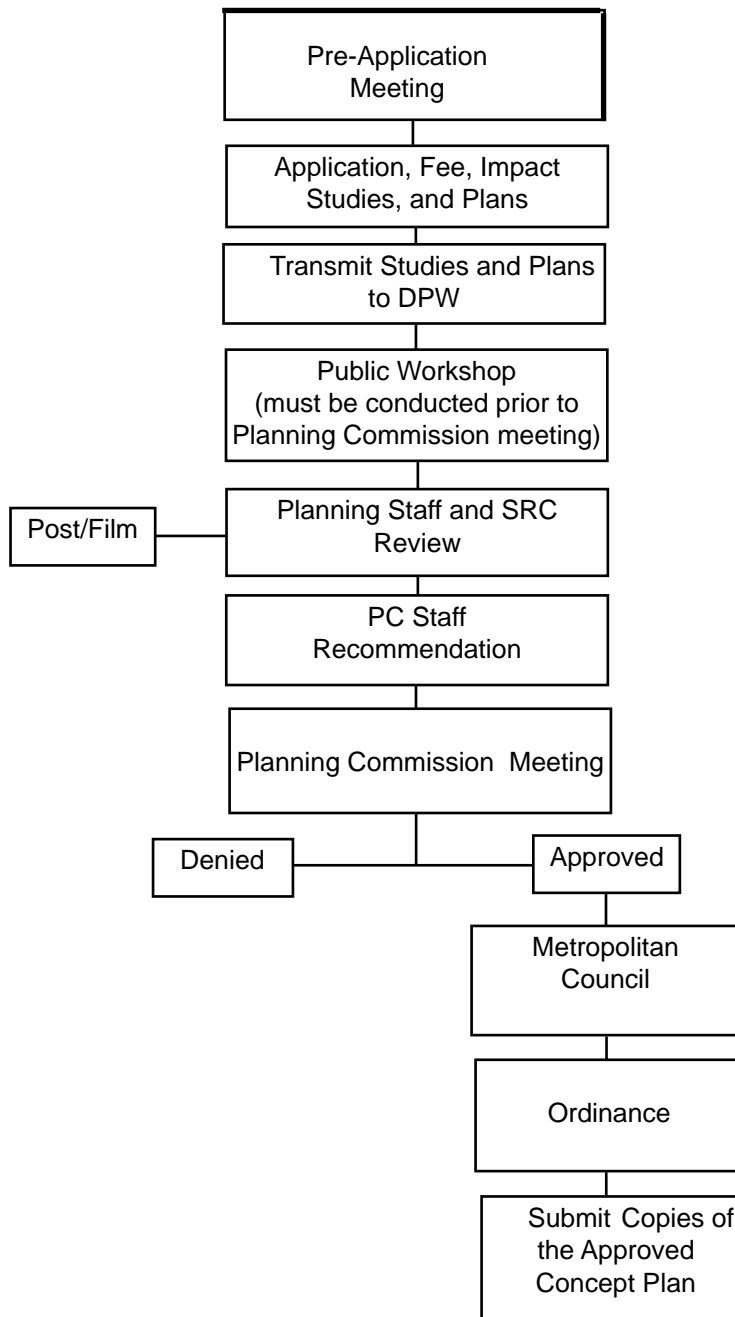 Pre-Application
Meeting
Application, Fee, Impact
Studies, and Plans
Transmit Studies and Plans
to DPW
Public Workshop
(must be conducted prior to
Planning Commission meeting)
Post/Film
Planning Staff and SRC
Review
PC Staff
Recommendation
Planning Commission Meeting
Denied
Approved
Metropolitan
Council
Ordinance
Submit Copies of
the Approved
Concept Plan